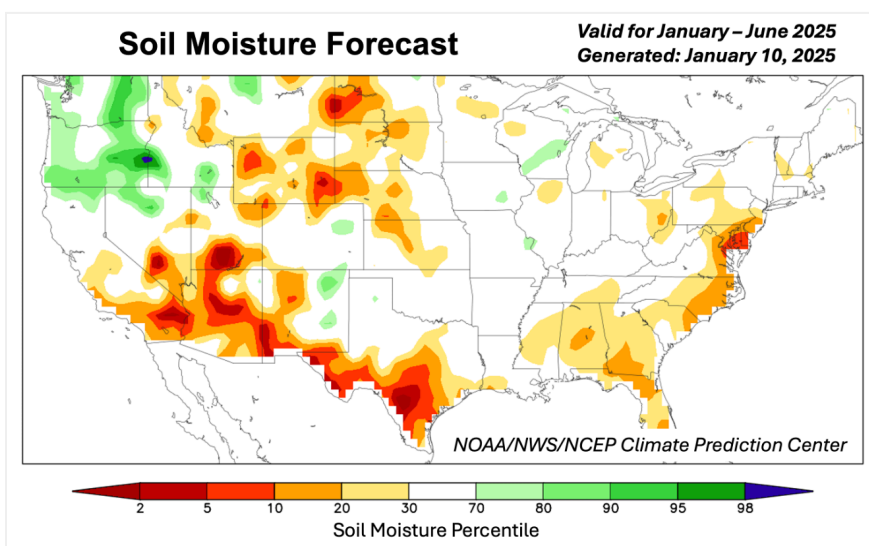 Soil Moisture Forecast
Valid for January – June 2025
Generated: January 10, 2025
NOAA/NWS/NCEP Climate Prediction Center
2 5 10 20 30 70 80 90 95 98
Soil Moisture Percentile